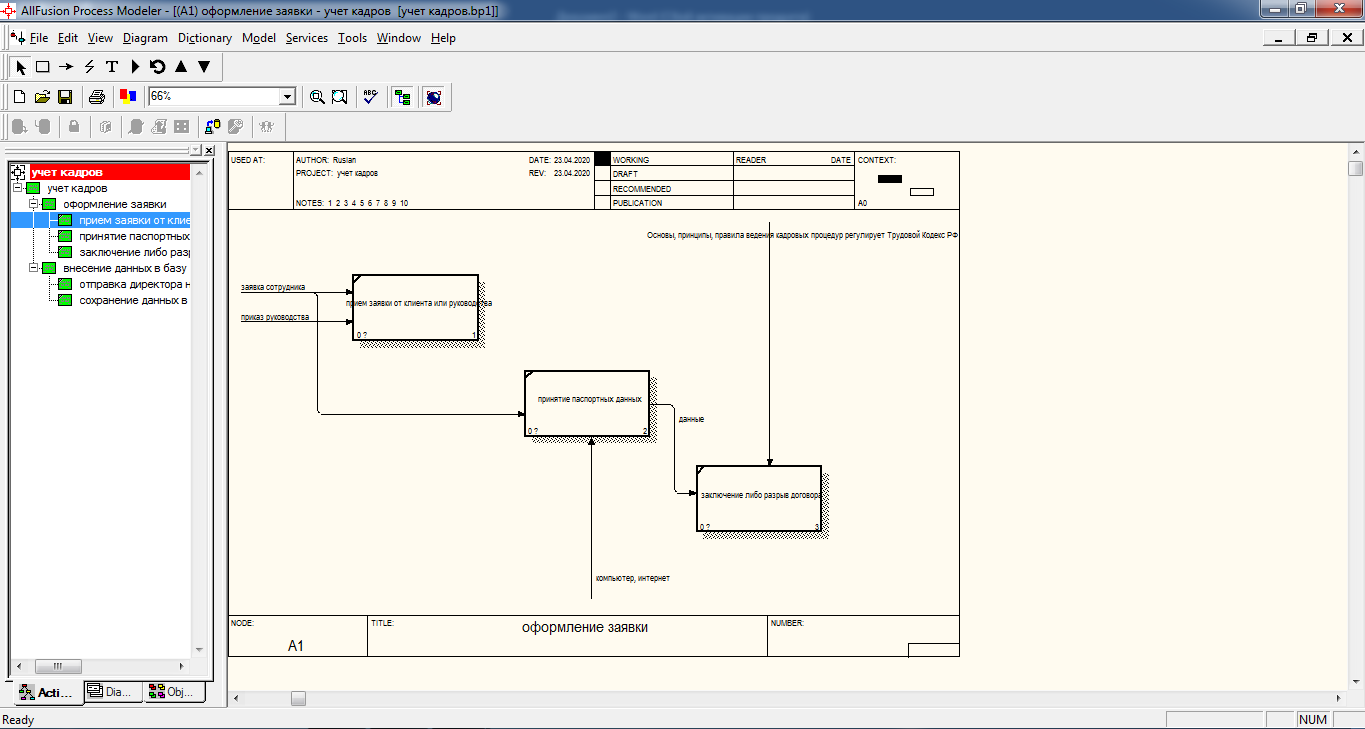 AllFusion Process Modeler - [(A1) оформление заявки - учет кадров [учет кадров.bp1]]
File Edit View Diagram Dictionary Model Services Tools Window Help
T
66%
ABC
учет кадров
учет кадров
оформление заявки
прием заявки от клие
принятие паспортных
заключение либо разр
внесение данных в базу
отправка директора н
сохранение данных в
Acti... Dia... Obj...
USED AT: AUTHOR: Ruslan DATE: 23.04.2020 WORKING READER DATE CONTEXT:
PROJECT: учет кадров REV: 23.04.2020 DRAFT
RECOMMENDED
NOTES: 1 2 3 4 5 6 7 8 9 10 PUBLICATION A0
Основы, принципы, правила ведения кадровых процедур регулирует Трудовой Кодекс РФ
заявка сотрудника
прием заявки от клиента или руководства
приказ руководства
0 ? 1
принятие паспортных данных
данные
0 ? 2
заключение либо разрыв договора
0 ? 3
компьютер, интернет
NODE: TITLE: NUMBER:
оформление заявки
A1
Ready NUM